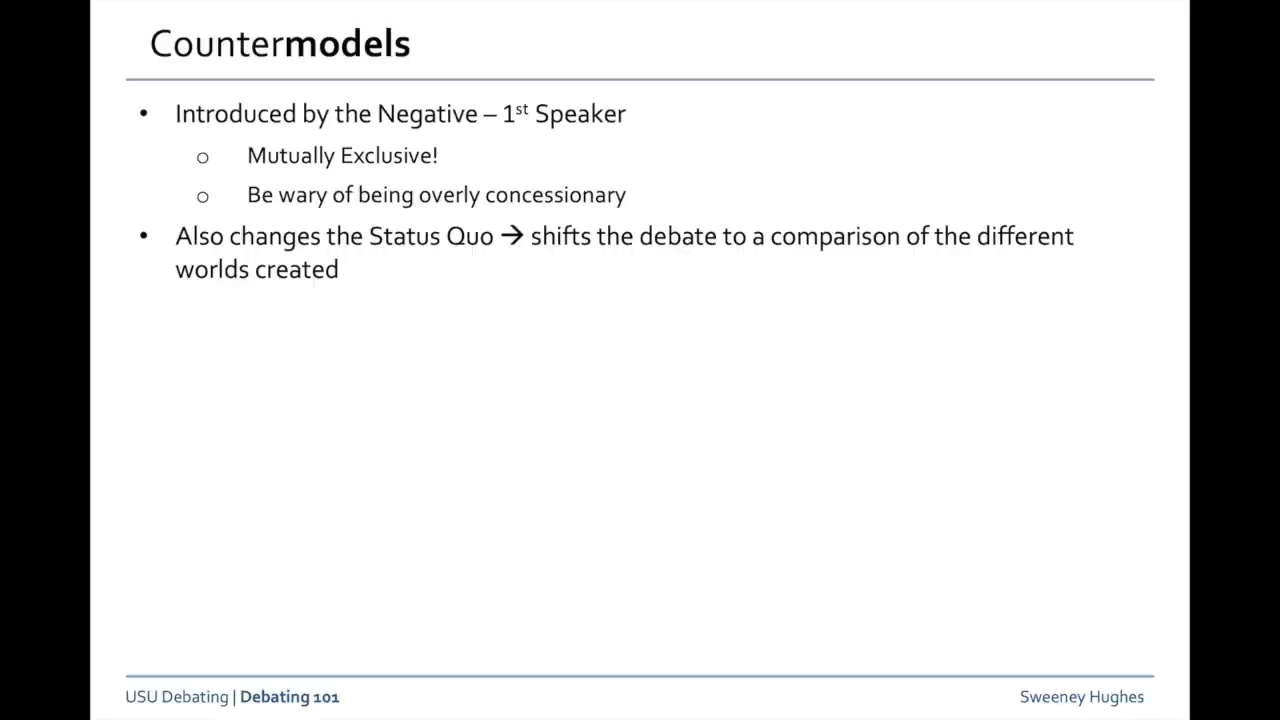 Countermodels
• Introduced by the Negative – 1st Speaker
o Mutually Exclusive!
o Be wary of being overly concessionary
• Also changes the Status Quo → shifts the debate to a comparison of the different
worlds created
USU Debating | Debating 101
Sweeney Hughes